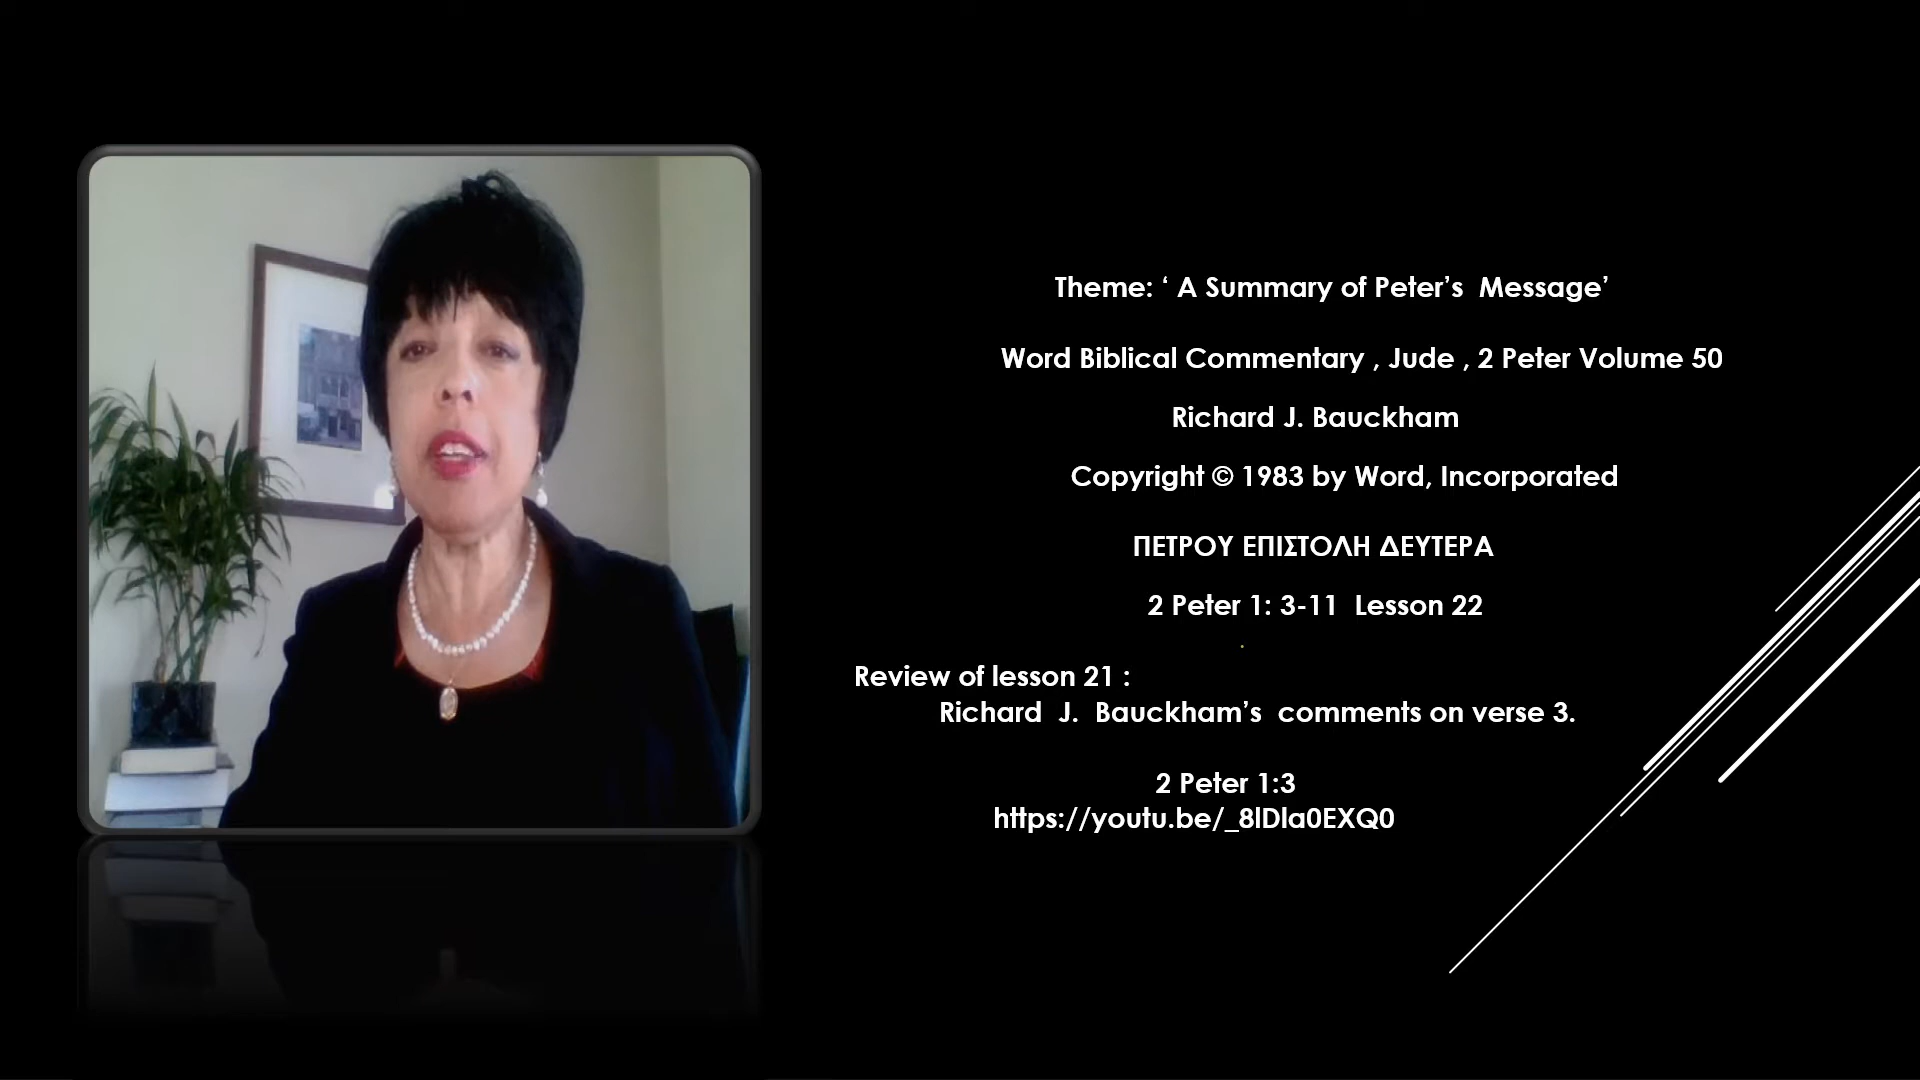 Theme: ‘ A Summary of Peter’s Message’
Word Biblical Commentary , Jude , 2 Peter Volume 50
Richard J. Bauckham
Copyright © 1983 by Word, Incorporated
ΠΕΤΡΟΥ ΕΠΙΣΤΟΛΗ ΔΕΥΤΕΡΑ
2 Peter 1: 3-11 Lesson 22
Review of lesson 21 :
Richard J. Bauckham’s comments on verse 3.
2 Peter 1:3
https://youtu.be/_8lDla0EXQ0